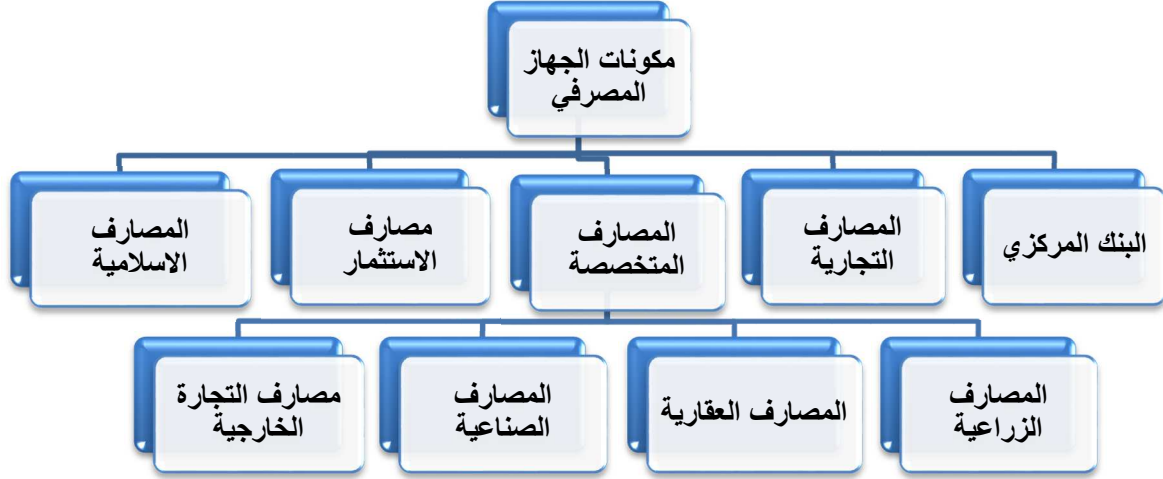 مكونات الجهاز
المصرفي
البنك المركزي
المصارف
التجارية
المصارف
المتخصصة
مصارف
الاستثمار
المصارف
الاسلامية
المصارف
الزراعية
المصارف العقارية
المصارف
الصناعية
مصارف التجارة
الخارجية